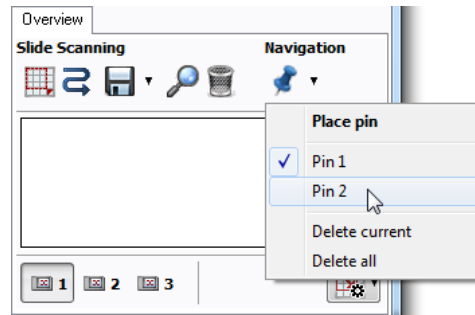 Overview
Slide Scanning Navigation
Place pin
Pin 1
Pin 2
Delete current
Delete all
1 2 3